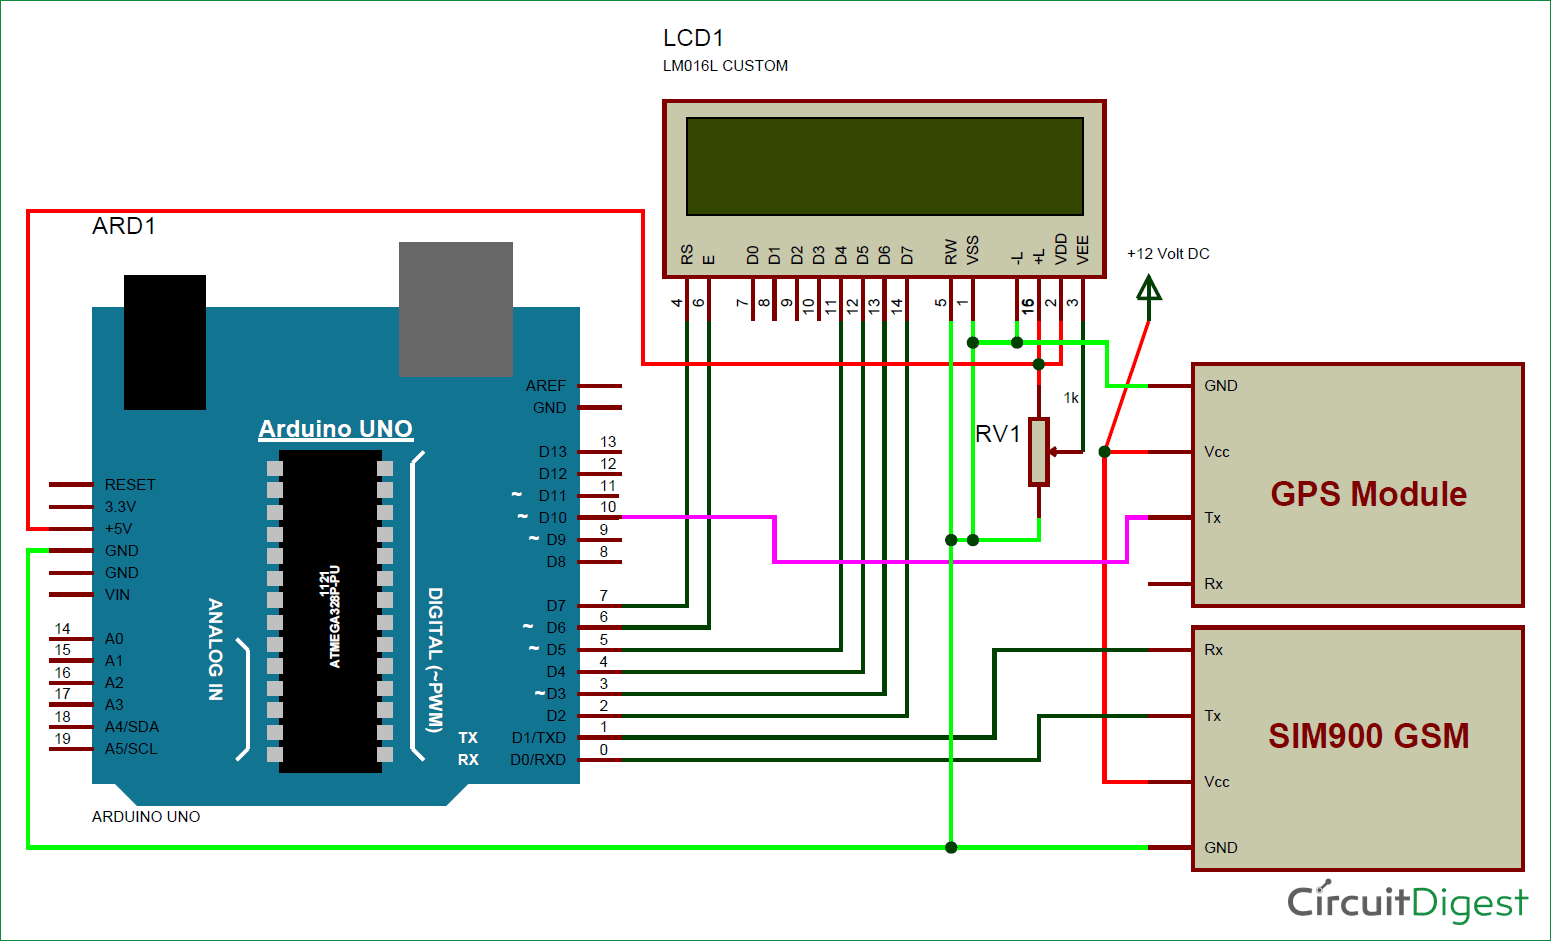 LCD1
LM016L CUSTOM
RS
E
D0
D1
D2
D3
D4
D5
D6
D7
RW
VSS
-L
+L
VDD
VEE
4
6
7
8
9
10
11
12
13
14
5
1
16
2
3
+12 Volt DC
ARD1
Arduino UNO
1121
ATMEGA328P-PU
ANALOG IN
DIGITAL (~PWM)
TX
RX
RESET
3.3V
+5V
GND
GND
VIN
14 A0
15 A1
16 A2
17 A3
18 A4/SDA
19 A5/SCL
AREF
GND
D13 13
D12 12
~ D11 11
~ D10 10
~ D9 9
D8 8
D7 7
~ D6 6
~ D5 5
D4 4
~D3 3
D2 2
D1/TXD 1
D0/RXD 0
ARDUINO UNO
RV1
1k
GND
Vcc
GPS Module
Tx
Rx
Rx
Tx
SIM900 GSM
Vcc
GND
CírcuitDigest